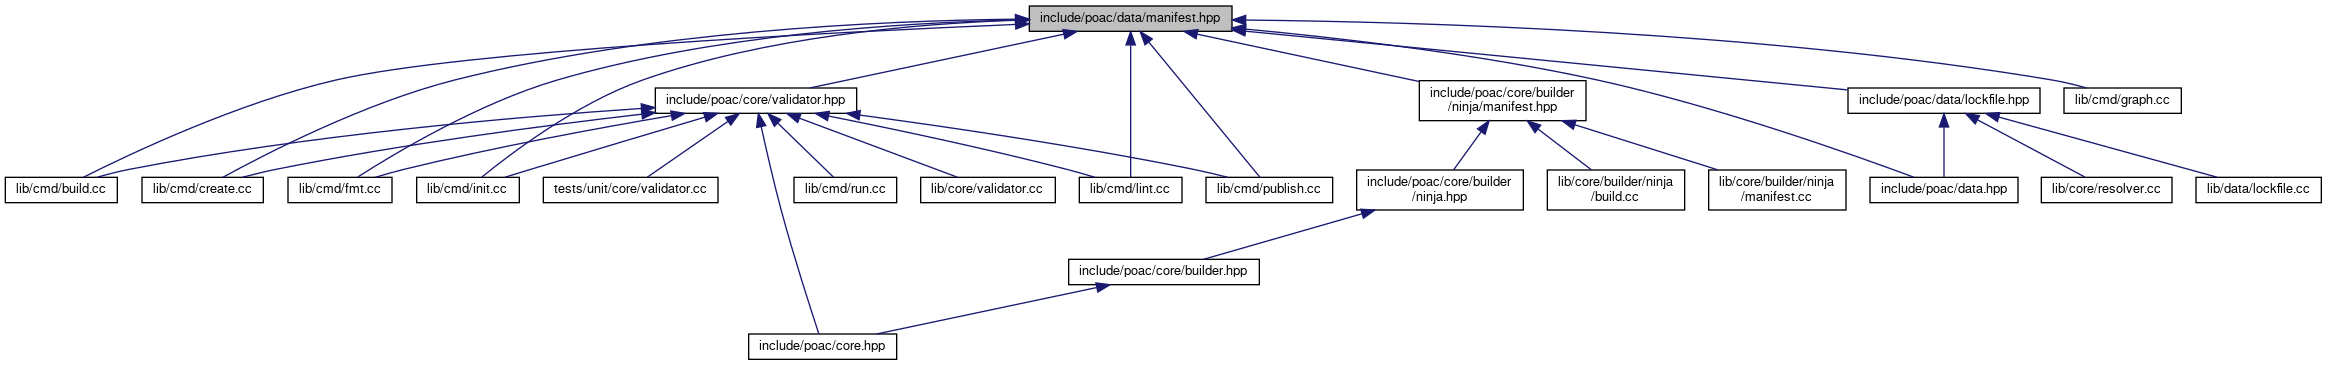 include/poac/data/manifest.hpp
include/poac/core/validator.hpp
include/poac/core/builder
/ninja/manifest.hpp
include/poac/data/lockfile.hpp
lib/cmd/graph.cc
lib/cmd/build.cc
lib/cmd/create.cc
lib/cmd/fmt.cc
lib/cmd/init.cc
tests/unit/core/validator.cc
lib/cmd/run.cc
lib/core/validator.cc
lib/cmd/lint.cc
lib/cmd/publish.cc
include/poac/core/builder
/ninja.hpp
lib/core/builder/ninja
/build.cc
lib/core/builder/ninja
/manifest.cc
include/poac/data.hpp
lib/core/resolver.cc
lib/data/lockfile.cc
include/poac/core/builder.hpp
include/poac/core.hpp